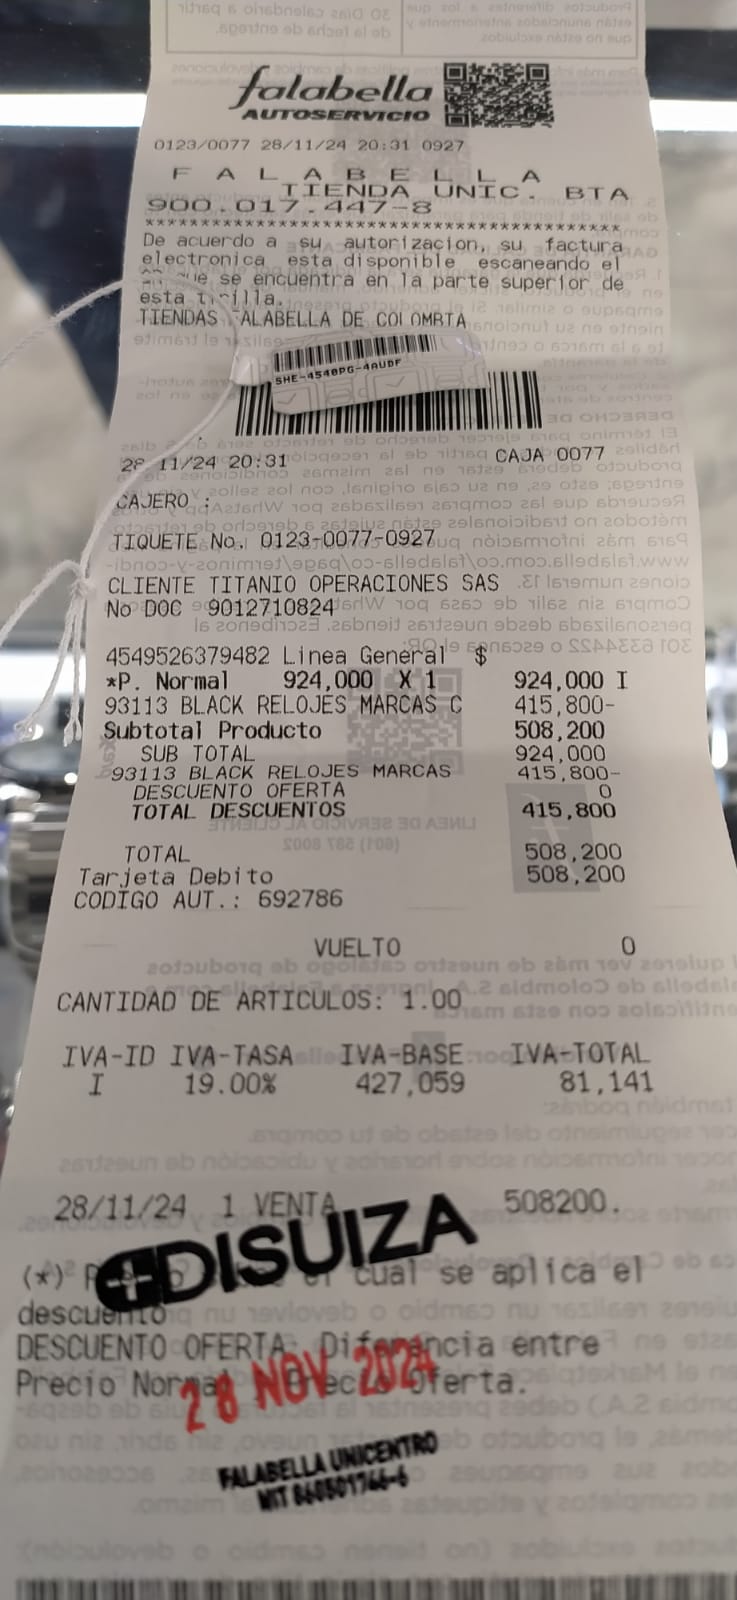 falabella
AUTOSERVICIO
0123/0077 28/11/24 20:31 0927
F A L A B E L L A
TIENDA UNIC. BTA
900.017.447-8
De acuerdo a su autorizacion, su factura
electronica esta disponible escaneando el
se encuentra en la parte superior de
esta tirilla.
TIENDAS FALABELLA DE COLOMBIA
SHE-4540PG-4AUDF
28/11/24 20:31 CAJA 0077
CAJERO :
TIQUETE No. 0123-0077-0927
CLIENTE TITANIO OPERACIONES SAS
No DOC 9012710824
4549526379482 Linea General $
*P. Normal 924,000 X 1 924,000 I
93113 BLACK RELOJES MARCAS C 415,800-
Subtotal Producto 508,200
SUB TOTAL 924,000
93113 BLACK RELOJES MARCAS 415,800-
DESCUENTO OFERTA 0
TOTAL DESCUENTOS 415,800
TOTAL 508,200
Tarjeta Debito 508,200
CODIGO AUT.: 692786
VUELTO 0
CANTIDAD DE ARTICULOS: 1.00
IVA-ID IVA-TASA IVA-BASE IVA-TOTAL
I 19.00% 427,059 81,141
28/11/24 1 VENTA 508200.
DISUIZA
(*) el cual se aplica el
descuento
DESCUENTO OFERTA: Diferencia entre
Precio Normal Precio Oferta.
28 NOV 2024
FALABELLA UNICENTRO
NIT 860501766-6